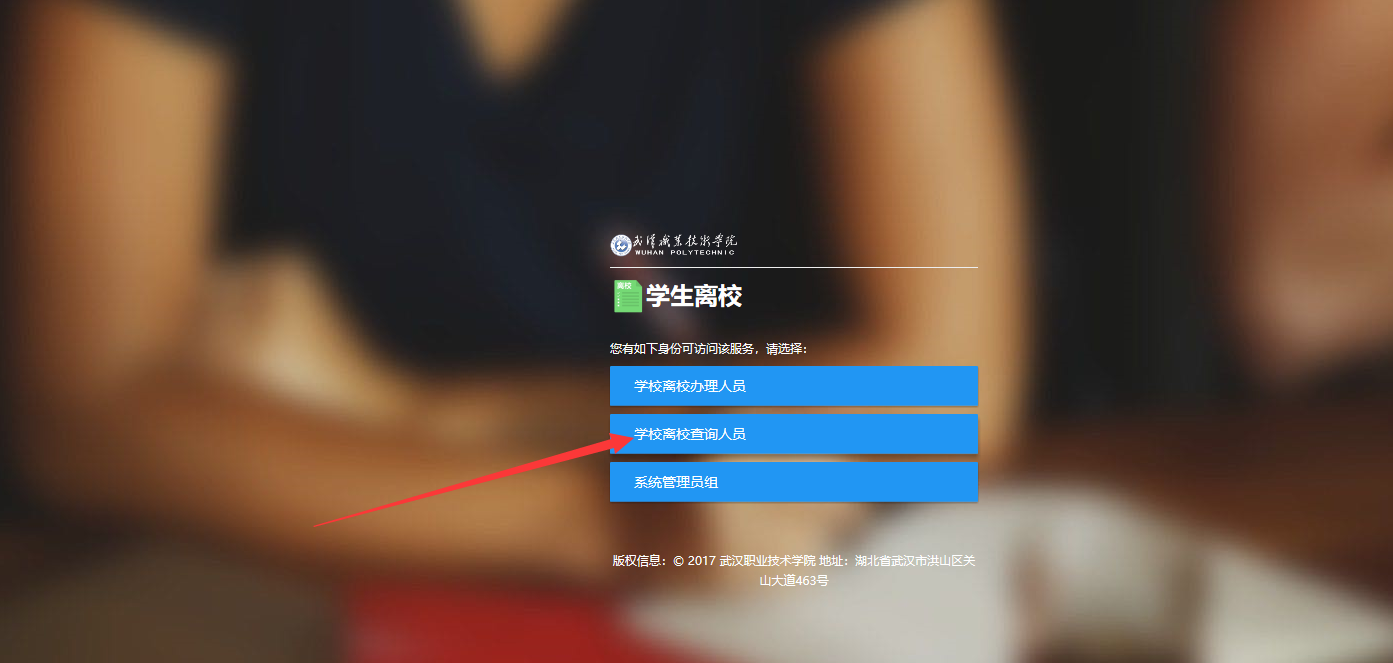 武汉职业技术学院
WUHAN POLYTECHNIC
离校
学生离校
您有如下身份可访问该服务，请选择：
学校离校办理人员
学校离校查询人员
系统管理员组
版权信息：© 2017 武汉职业技术学院 地址：湖北省武汉市洪山区关
山大道463号